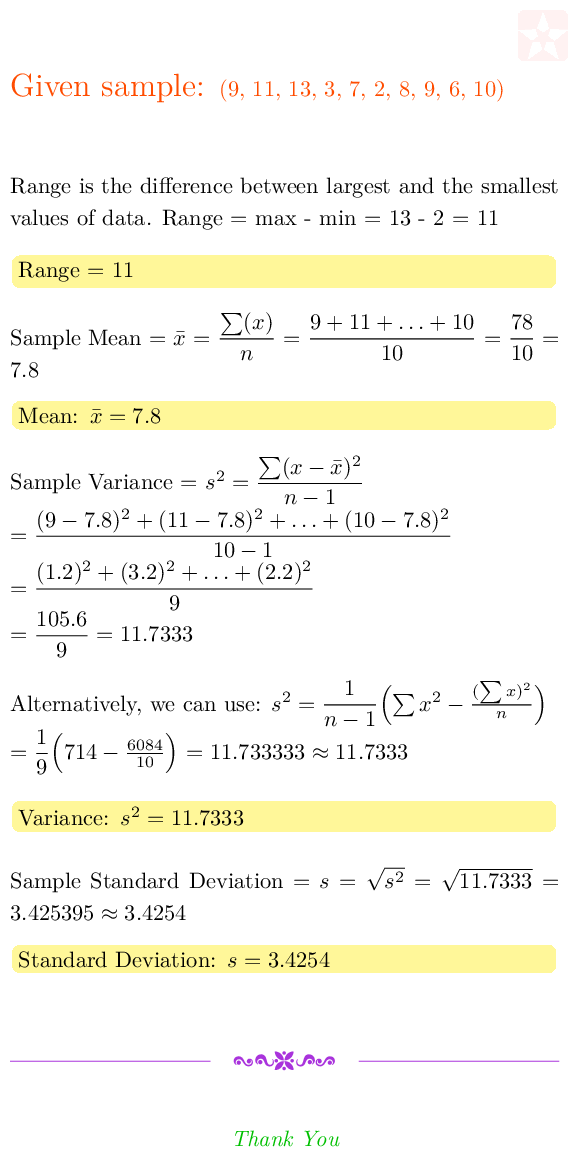 Given sample: (9, 11, 13, 3, 7, 2, 8, 9, 6, 10)
Range is the difference between largest and the smallest
values of data. Range = max - min = 13 - 2 = 11
Range = 11
Sample Mean = x̄ = ∑(x)/n = (9 + 11 + … + 10)/10 = 78/10 =
7.8
Mean: x̄ = 7.8
Sample Variance = s² = ∑(x − x̄)²/(n − 1)
= ((9 − 7.8)² + (11 − 7.8)² + … + (10 − 7.8)²)/(10 − 1)
= ((1.2)² + (3.2)² + … + (2.2)²)/9
= 105.6/9 = 11.7333
Alternatively, we can use: s² = 1/(n − 1) (∑x² − (∑x)²/n)
= 1/9 (714 − 6084/10) = 11.733333 ≈ 11.7333
Variance: s² = 11.7333
Sample Standard Deviation = s = √s² = √11.7333 =
3.425395 ≈ 3.4254
Standard Deviation: s = 3.4254
Thank You